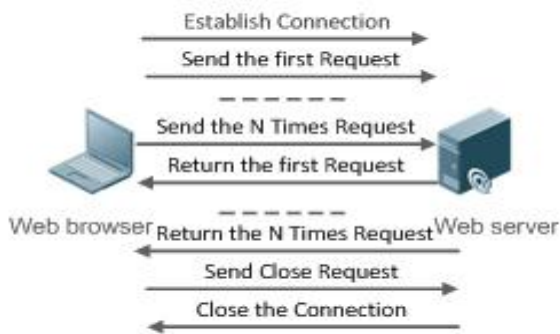 Establish Connection
Send the first Request
Send the N Times Request
Return the first Request
Web browser
Web server
Return the N Times Request
Send Close Request
Close the Connection